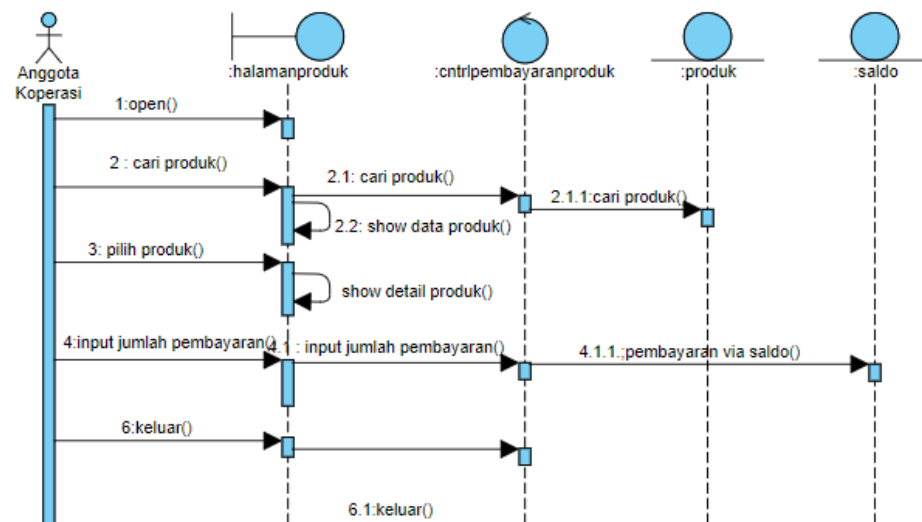 Anggota
Koperasi
:halamanproduk
:cntrlpembayaranproduk
:produk
:saldo
1:open()
2 : cari produk()
2.1: cari produk()
2.1.1:cari produk()
2.2: show data produk()
3: pilih produk()
show detail produk()
4:input jumlah pembayaran()
4.1 : input jumlah pembayaran()
4.1.1.;pembayaran via saldo()
6:keluar()
6.1:keluar()